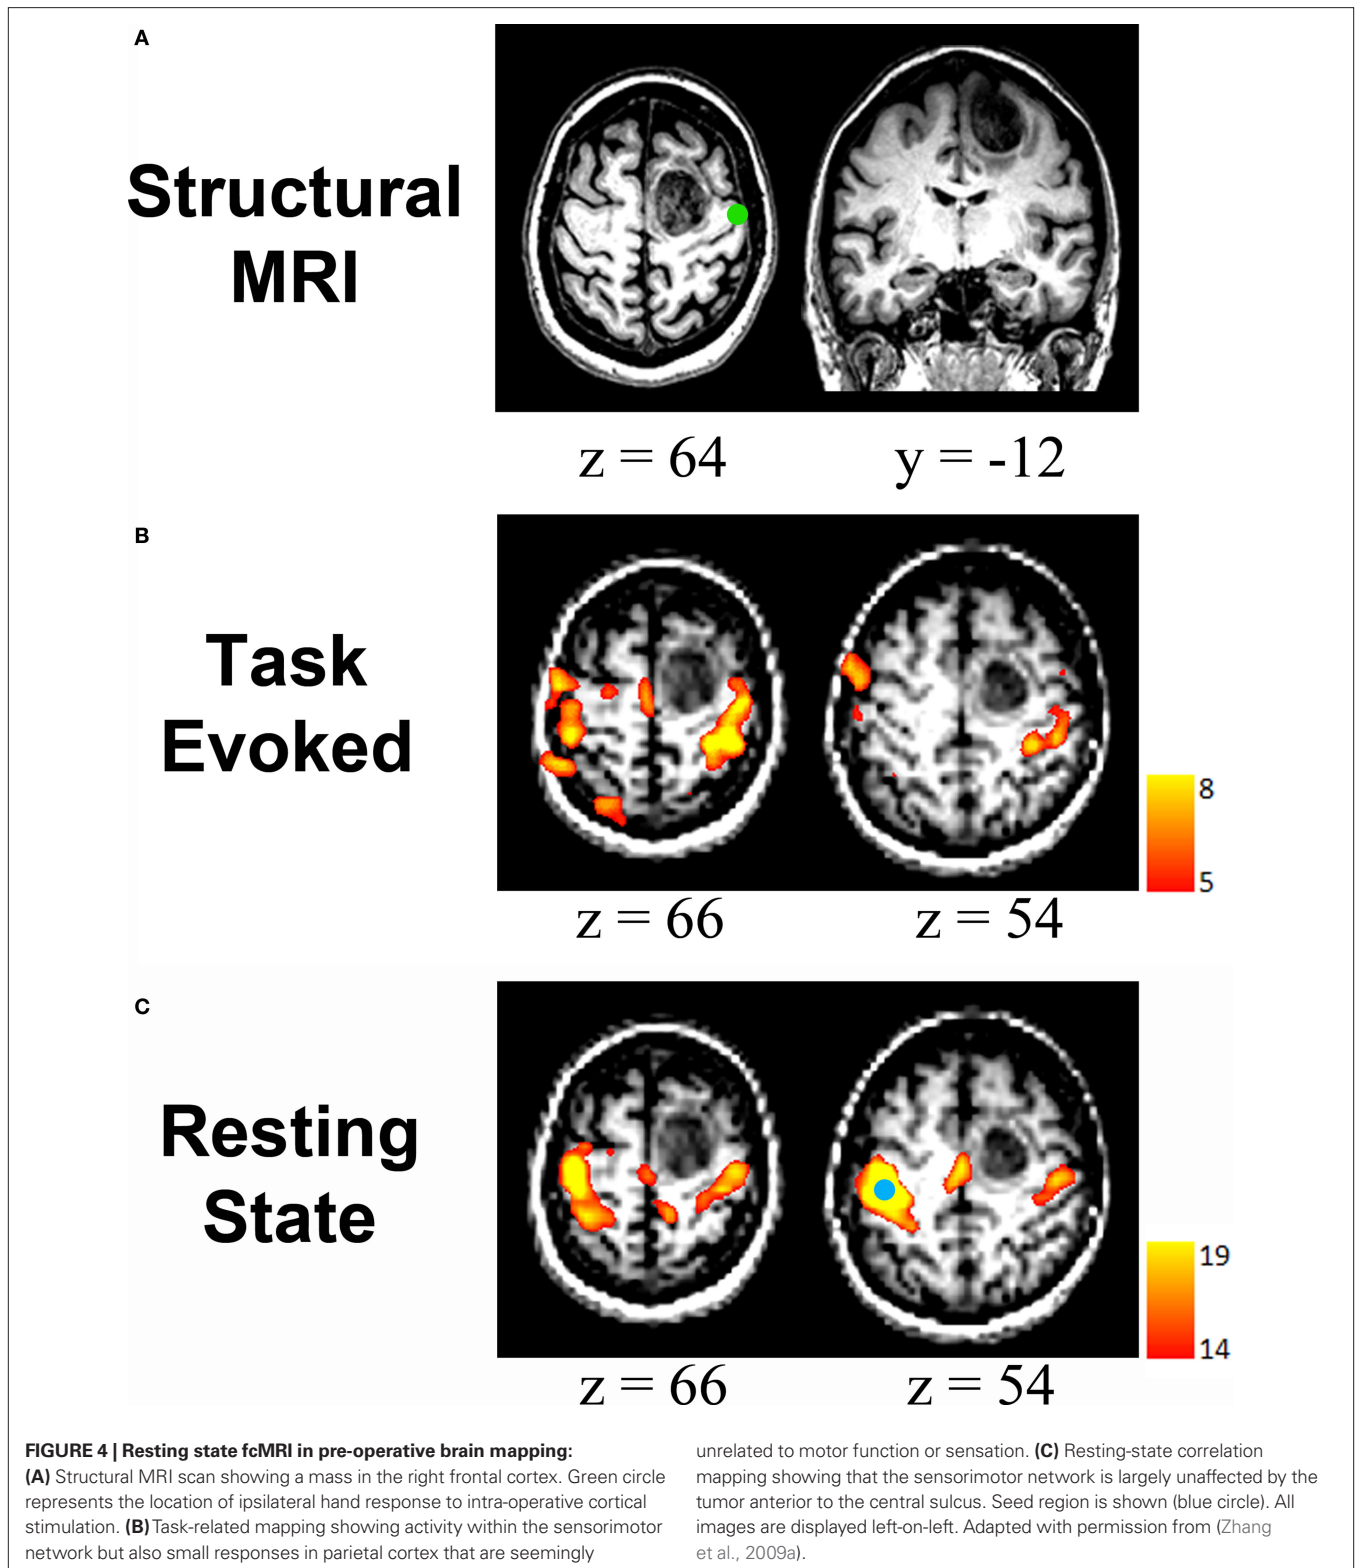 A
Structural
MRI
z = 64
y = -12
B
Task
Evoked
8
5
z = 66
z = 54
C
Resting
State
19
14
z = 66
z = 54
FIGURE 4 | Resting state fcMRI in pre-operative brain mapping:
(A) Structural MRI scan showing a mass in the right frontal cortex. Green circle
represents the location of ipsilateral hand response to intra-operative cortical
stimulation. (B) Task-related mapping showing activity within the sensorimotor
network but also small responses in parietal cortex that are seemingly
unrelated to motor function or sensation. (C) Resting-state correlation
mapping showing that the sensorimotor network is largely unaffected by the
tumor anterior to the central sulcus. Seed region is shown (blue circle). All
images are displayed left-on-left. Adapted with permission from (Zhang
et al., 2009a).